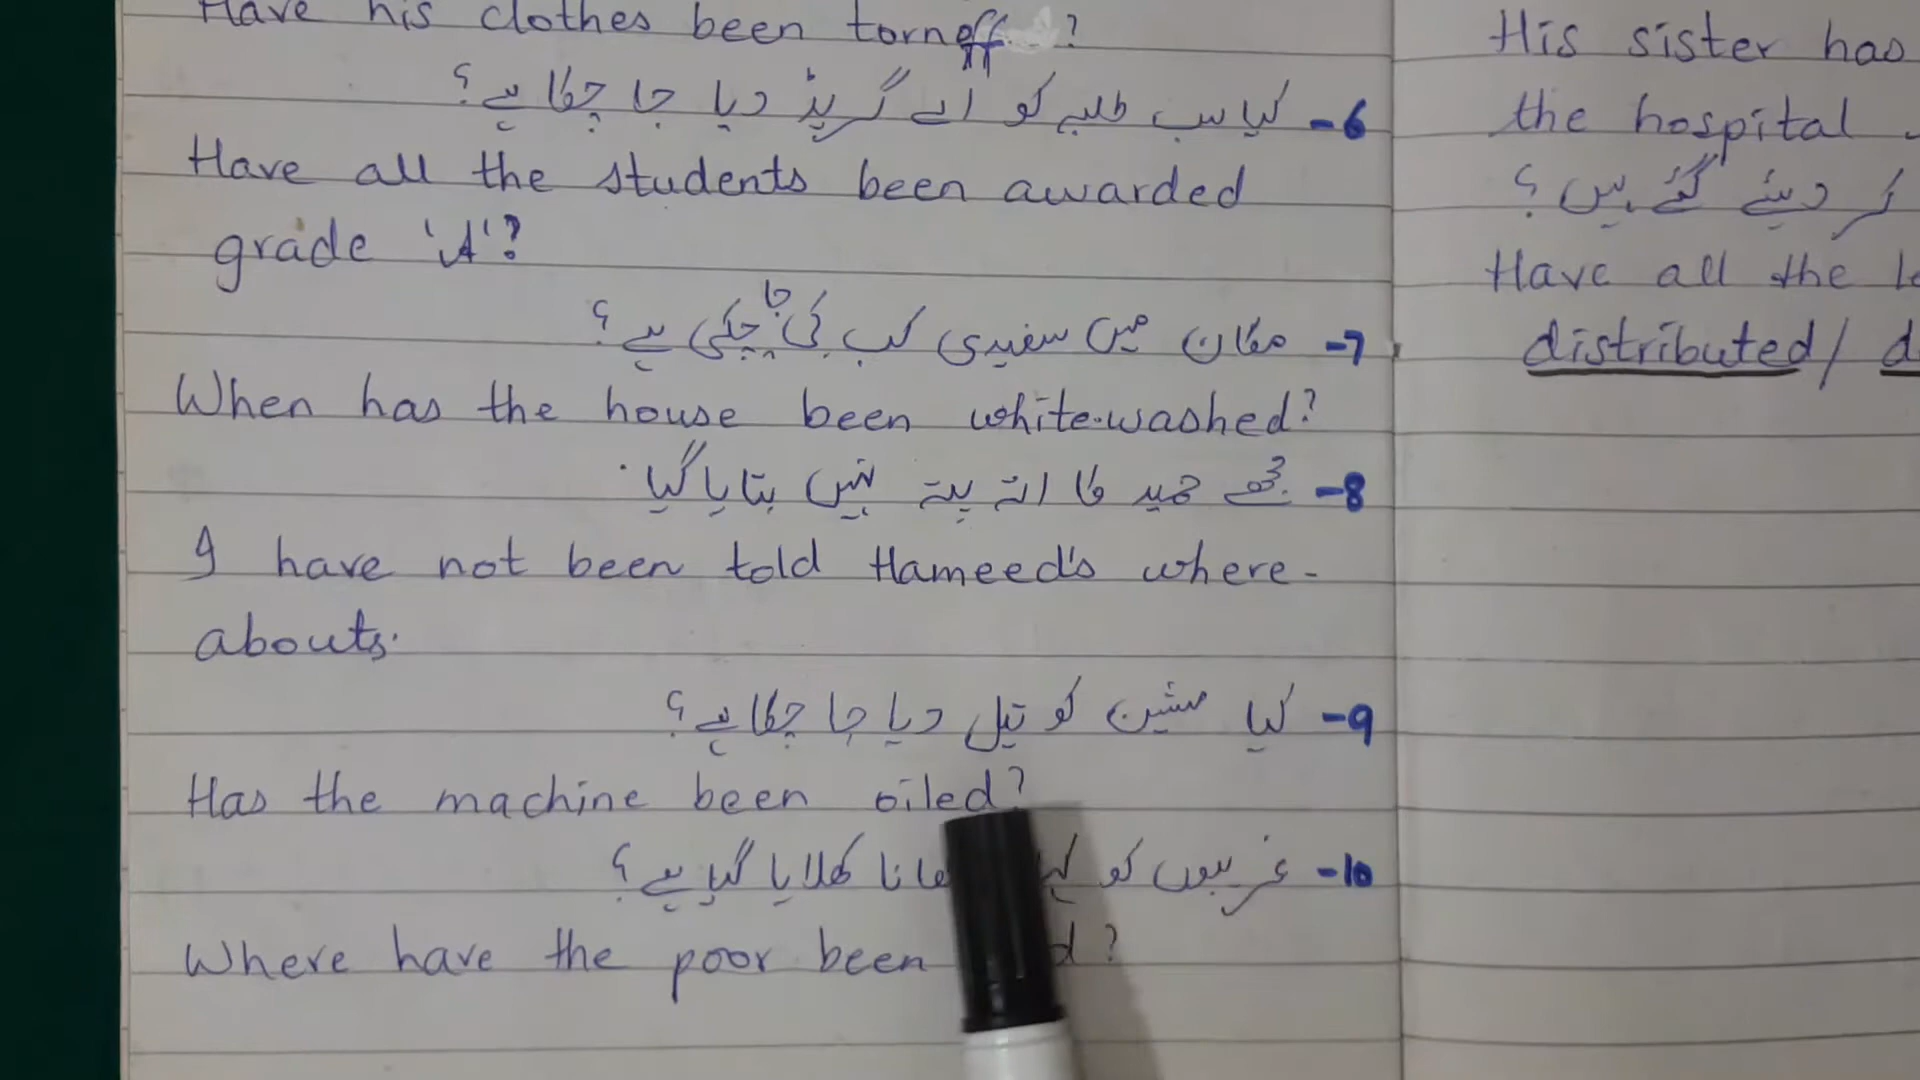 Have his clothes been torn off ?
6- کیا سب طلبہ کو اے گریڈ دیا جا چکا ہے؟
Have all the students been awarded
grade 'A'?
7- مکان میں سفیدی کب کی جا چکی ہے؟
When has the house been white-washed?
8- مجھے حمید کا اتہ پتہ نہیں بتایا گیا۔
I have not been told Hameed's where-
abouts.
9- کیا مشین کو تیل دیا جا چکا ہے؟
Has the machine been oiled?
10- غریبوں کو کھانا کھلایا گیا ہے؟
Where have the poor been
His sister has
the hospital
کر دیئے گئے ہیں؟
Have all the
distributed/